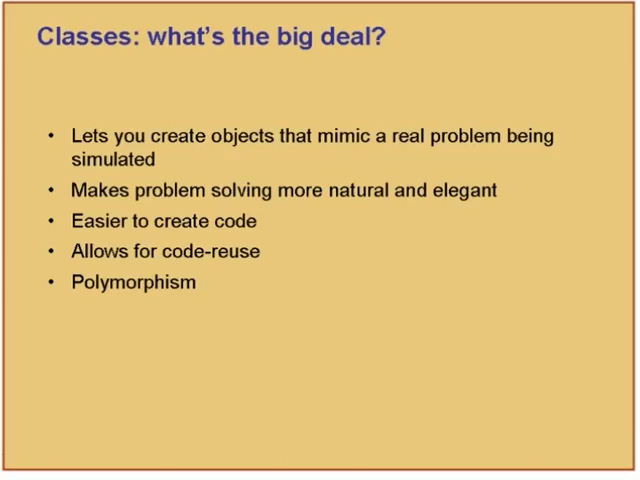 Classes: what's the big deal?
• Lets you create objects that mimic a real problem being
simulated
• Makes problem solving more natural and elegant
• Easier to create code
• Allows for code-reuse
• Polymorphism